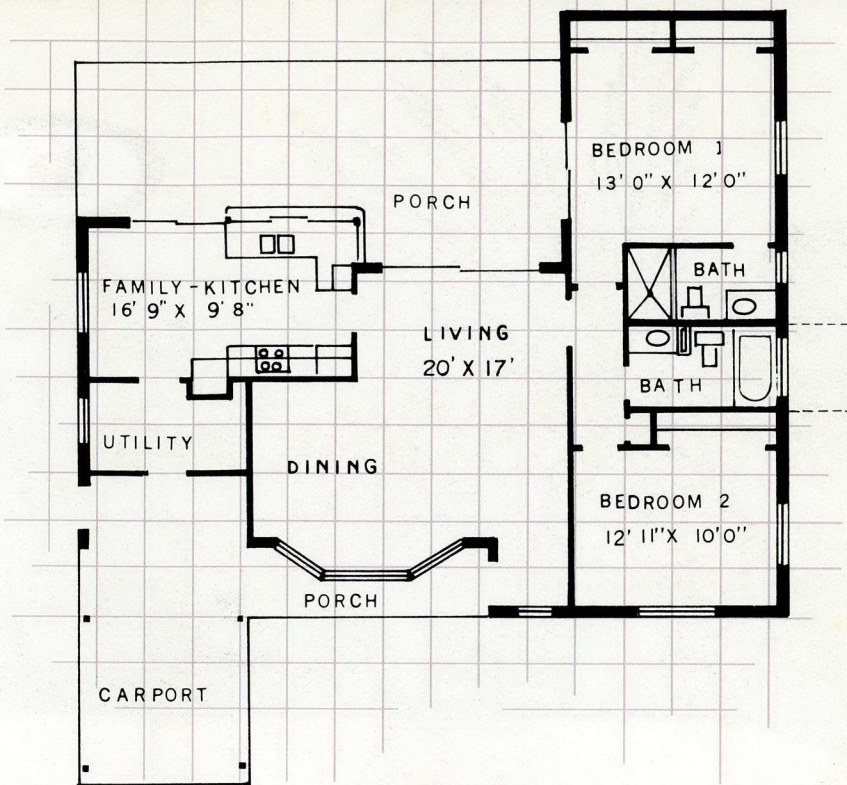 BEDROOM 1
13' 0" X 12' 0"
PORCH
BATH
FAMILY-KITCHEN
16' 9" X 9' 8"
LIVING
20' X 17'
BATH
UTILITY
DINING
BEDROOM 2
12' 11" X 10' 0"
PORCH
CARPORT